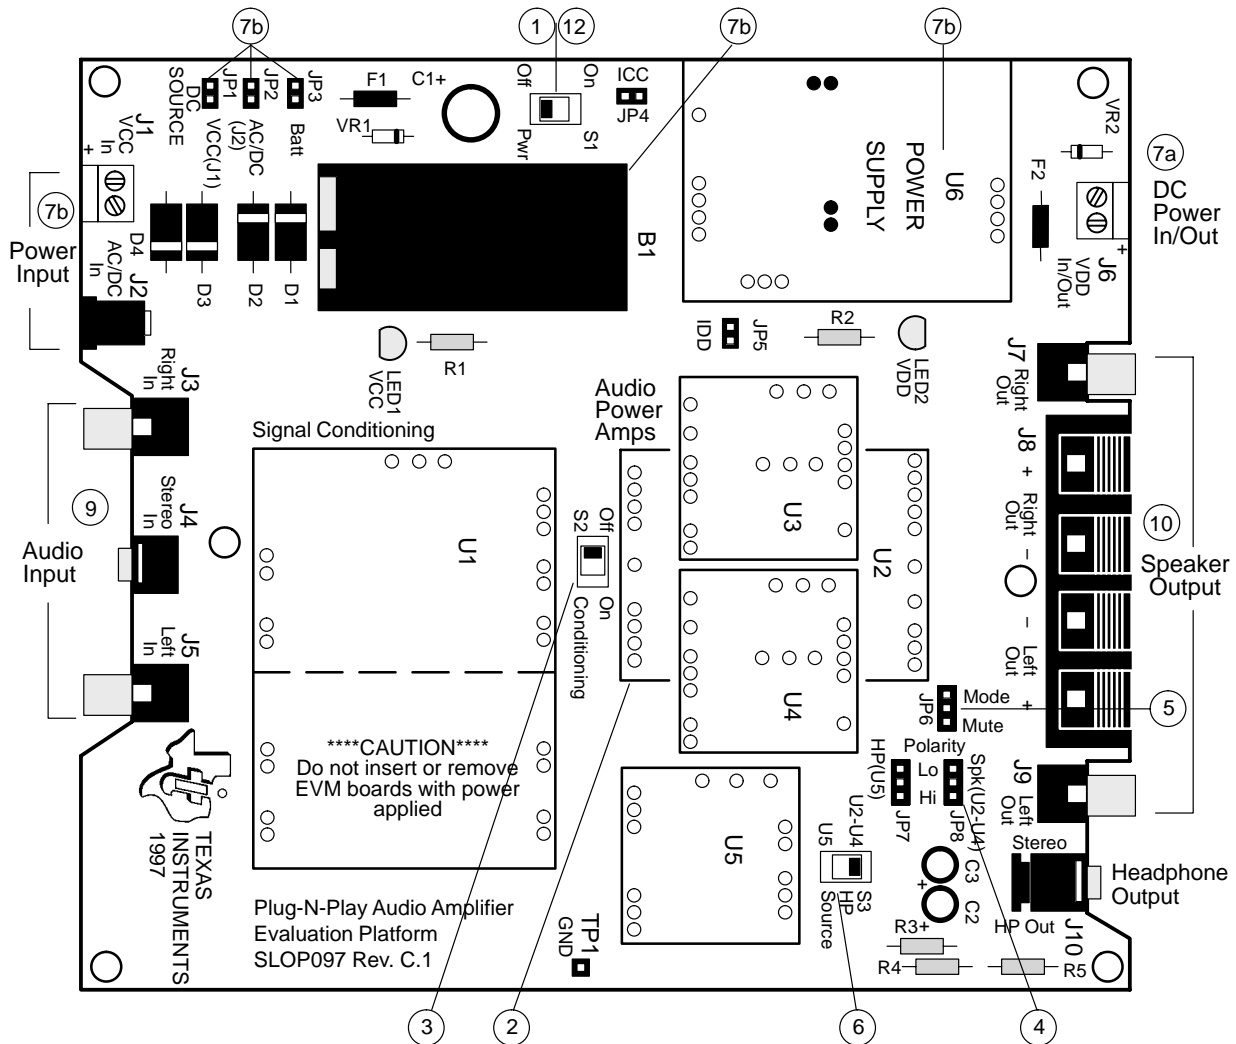 7b
1
12
7b
7b
DC
SOURCE
JP1
VCC(J1)
JP2
AC/DC
(J2)
JP3
Batt
F1
VR1
C1+
Off
On
Pwr
S1
ICC
JP4
U6
POWER
SUPPLY
VR2
7a
DC
Power
In/Out
F2
J6
VDD
In/Out
+
J1
VCC
In
+
7b
Power
Input
D4
D3
D2
D1
B1
J2
AC/DC
In
LED1
VCC
R1
IDD
JP5
R2
LED2
VDD
J7
Right
Out
J3
Right
In
Signal Conditioning
Audio
Power
Amps
J8
+
Right
Out
–
–
Left
Out
+
9
Audio
Input
J4
Stereo
In
U1
S2
Off
On
Conditioning
U3
U2
U4
10
Speaker
Output
J5
Left
In
JP6
Mode
Mute
5
Polarity
HP(U5)
Lo
Hi
JP7
Spk(U2-U4)
JP8
J9
Left
Out
****CAUTION****
Do not insert or remove
EVM boards with power
applied
TEXAS
INSTRUMENTS
1997
U5
U5
U2-U4
HP
Source
S3
C3
+
C2
Stereo
Headphone
Output
HP Out
J10
R3+
R4
R5
Plug-N-Play Audio Amplifier
Evaluation Platform
SLOP097 Rev. C.1
TP1
GND
3
2
6
4